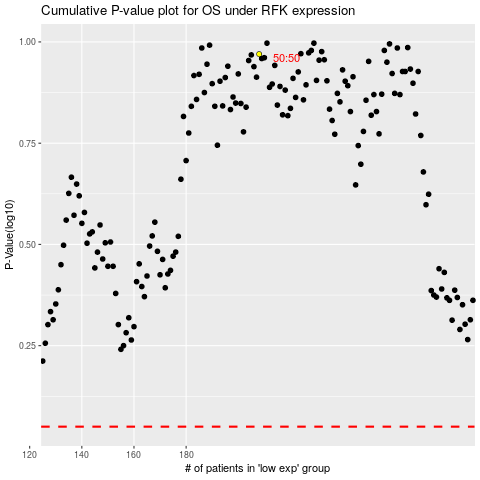 Cumulative P-value plot for OS under RFK expression
1.00
50:50
0.75
P-Value(log10)
0.50
0.25
120 140 160 180
# of patients in 'low exp' group